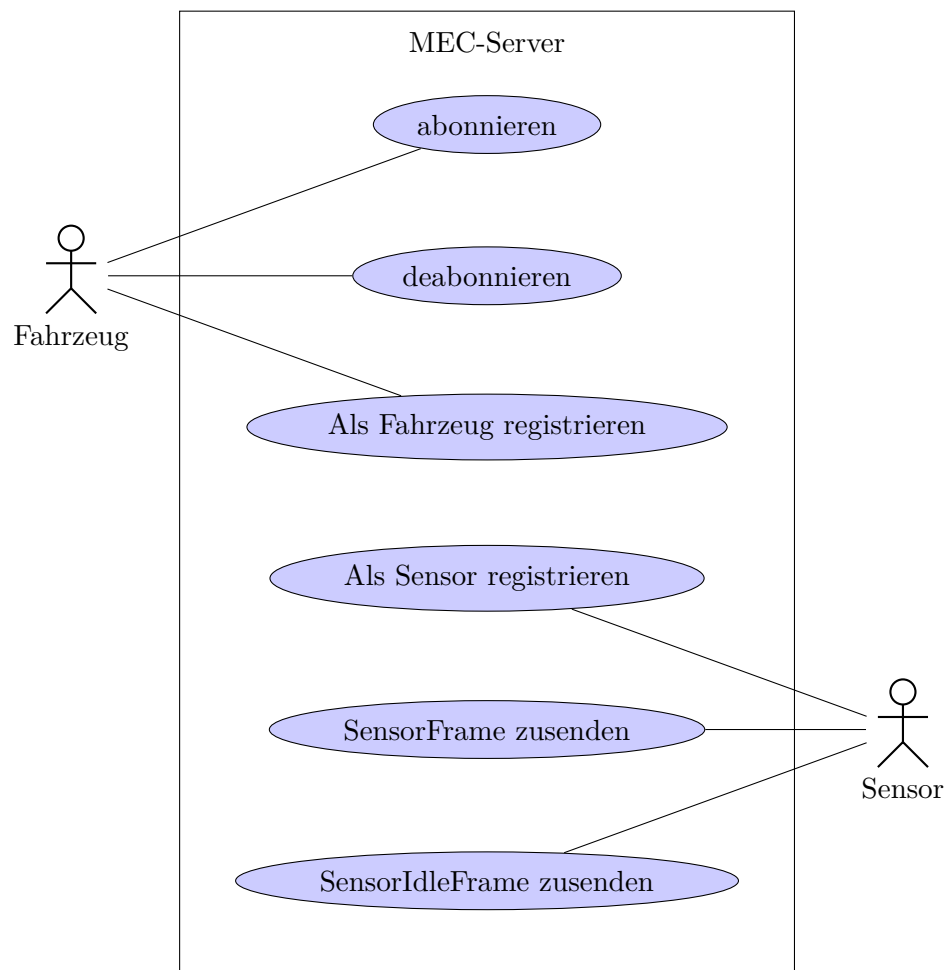 MEC-Server
abonnieren
deabonnieren
Fahrzeug
Als Fahrzeug registrieren
Als Sensor registrieren
SensorFrame zusenden
Sensor
SensorIdleFrame zusenden